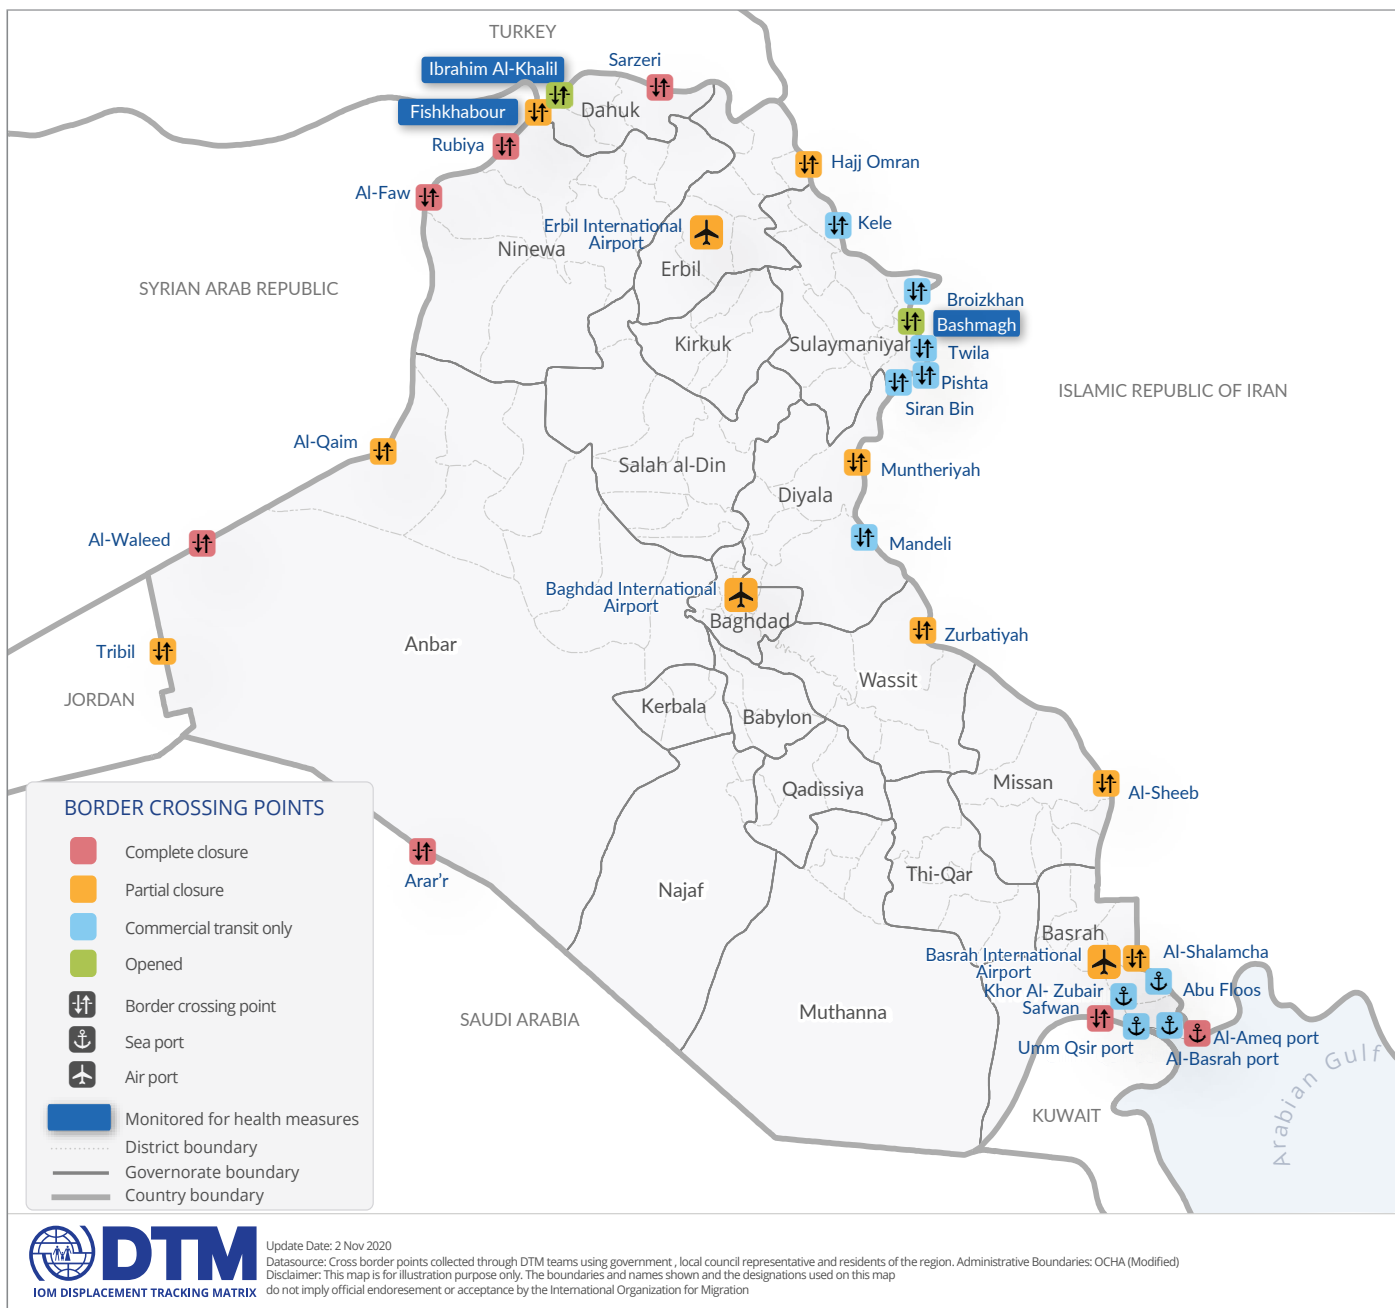 TURKEY
Ibrahim Al-Khalil
Sarzeri
Fishkhabour
Dahuk
Rubiya
Hajj Omran
Al-Faw
Kele
Erbil International
Airport
Ninewa
Erbil
SYRIAN ARAB REPUBLIC
Broizkhan
Bashmagh
Kirkuk
Sulaymaniyah
Twila
Pishta
ISLAMIC REPUBLIC OF IRAN
Siran Bin
Al-Qaim
Salah al-Din
Muntheriyah
Diyala
Al-Waleed
Mandeli
Baghdad International
Airport
Baghdad
Zurbatiyah
Anbar
Tribil
Wassit
JORDAN
Kerbala
Babylon
Missan
Qadissiya
Al-Sheeb
Thi-Qar
Arar’r
Najaf
Basrah
Basrah International
Airport
Al-Shalamcha
Khor Al- Zubair
Abu Floos
Safwan
Muthanna
SAUDI ARABIA
Al-Ameq port
Umm Qsir port
Al-Basrah port
Arabian Gulf
KUWAIT
BORDER CROSSING POINTS
Complete closure
Partial closure
Commercial transit only
Opened
Border crossing point
Sea port
Air port
Monitored for health measures
District boundary
Governorate boundary
Country boundary
DTM
IOM DISPLACEMENT TRACKING MATRIX
Update Date: 2 Nov 2020
Datasource: Cross border points collected through DTM teams using government , local council representative and residents of the region. Administrative Boundaries: OCHA (Modified)
Disclaimer: This map is for illustration purpose only. The boundaries and names shown and the designations used on this map
do not imply official endoresement or acceptance by the International Organization for Migration